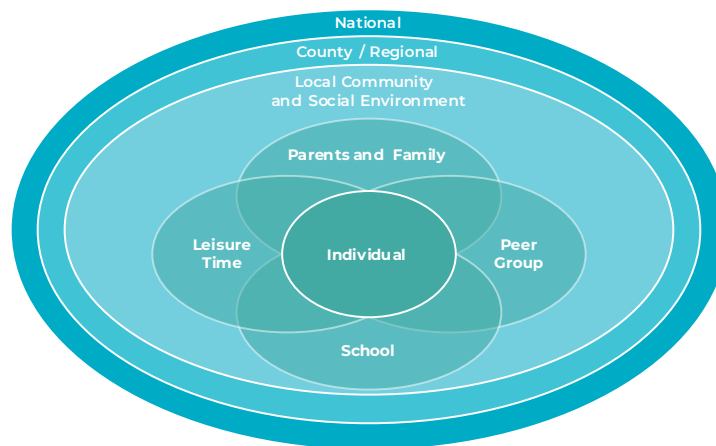 National
County / Regional
Local Community
and Social Environment
Parents and Family
Leisure
Time
Individual
Peer
Group
School